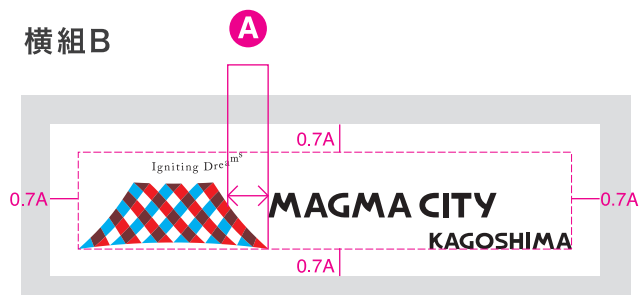 横組B
A
0.7A
Igniting Dreams
0.7A
0.7A
MAGMA CITY
KAGOSHIMA
0.7A